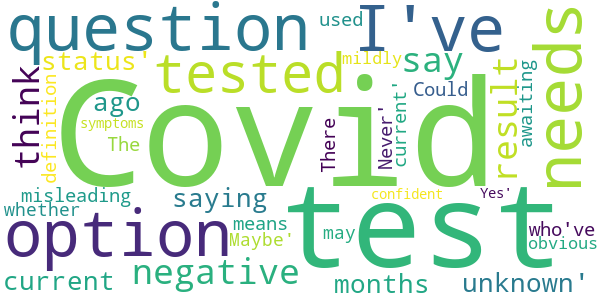 question I've used
status' tested mildly say needs
think definition ago Covid Could result awaiting
symptoms The There Never' current'
misleading saying test
whether option means Maybe' may confident Yes' who've obvious
current negative months unknown'